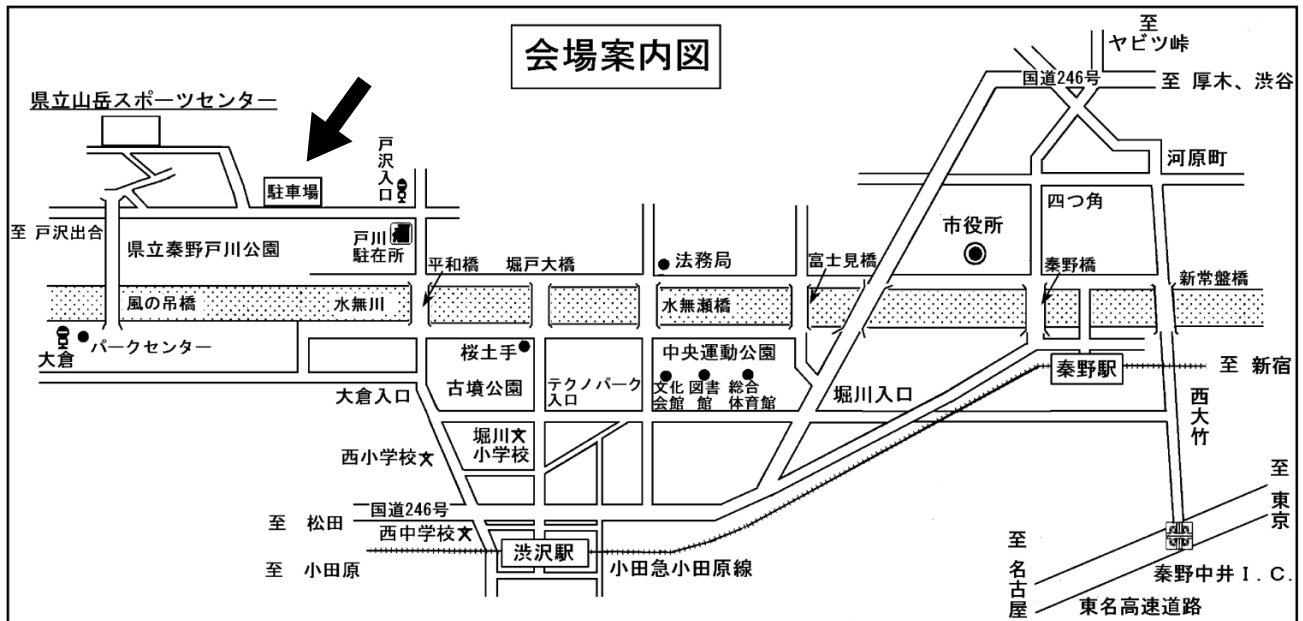 会場案内図
至
ヤビツ峠
国道246号
至 厚木、渋谷
県立山岳スポーツセンター
戸沢入口
駐車場
河原町
四つ角
至 戸沢出合
県立秦野戸川公園
戸川
駐在所
市役所
平和橋
堀戸大橋
法務局
富士見橋
秦野橋
新常盤橋
風の吊橋
水無川
水無瀬橋
大倉
パークセンター
桜土手
古墳公園
中央運動公園
テクノパーク
入口
文化
会館
図書
館
総合
体育館
秦野駅
至 新宿
大倉入口
堀川入口
西大竹
堀川
小学校
西小学校
国道246号
至 松田
西中学校
渋沢駅
至 小田原
小田急小田原線
至 東京
至 名古屋
秦野中井I.C.
東名高速道路